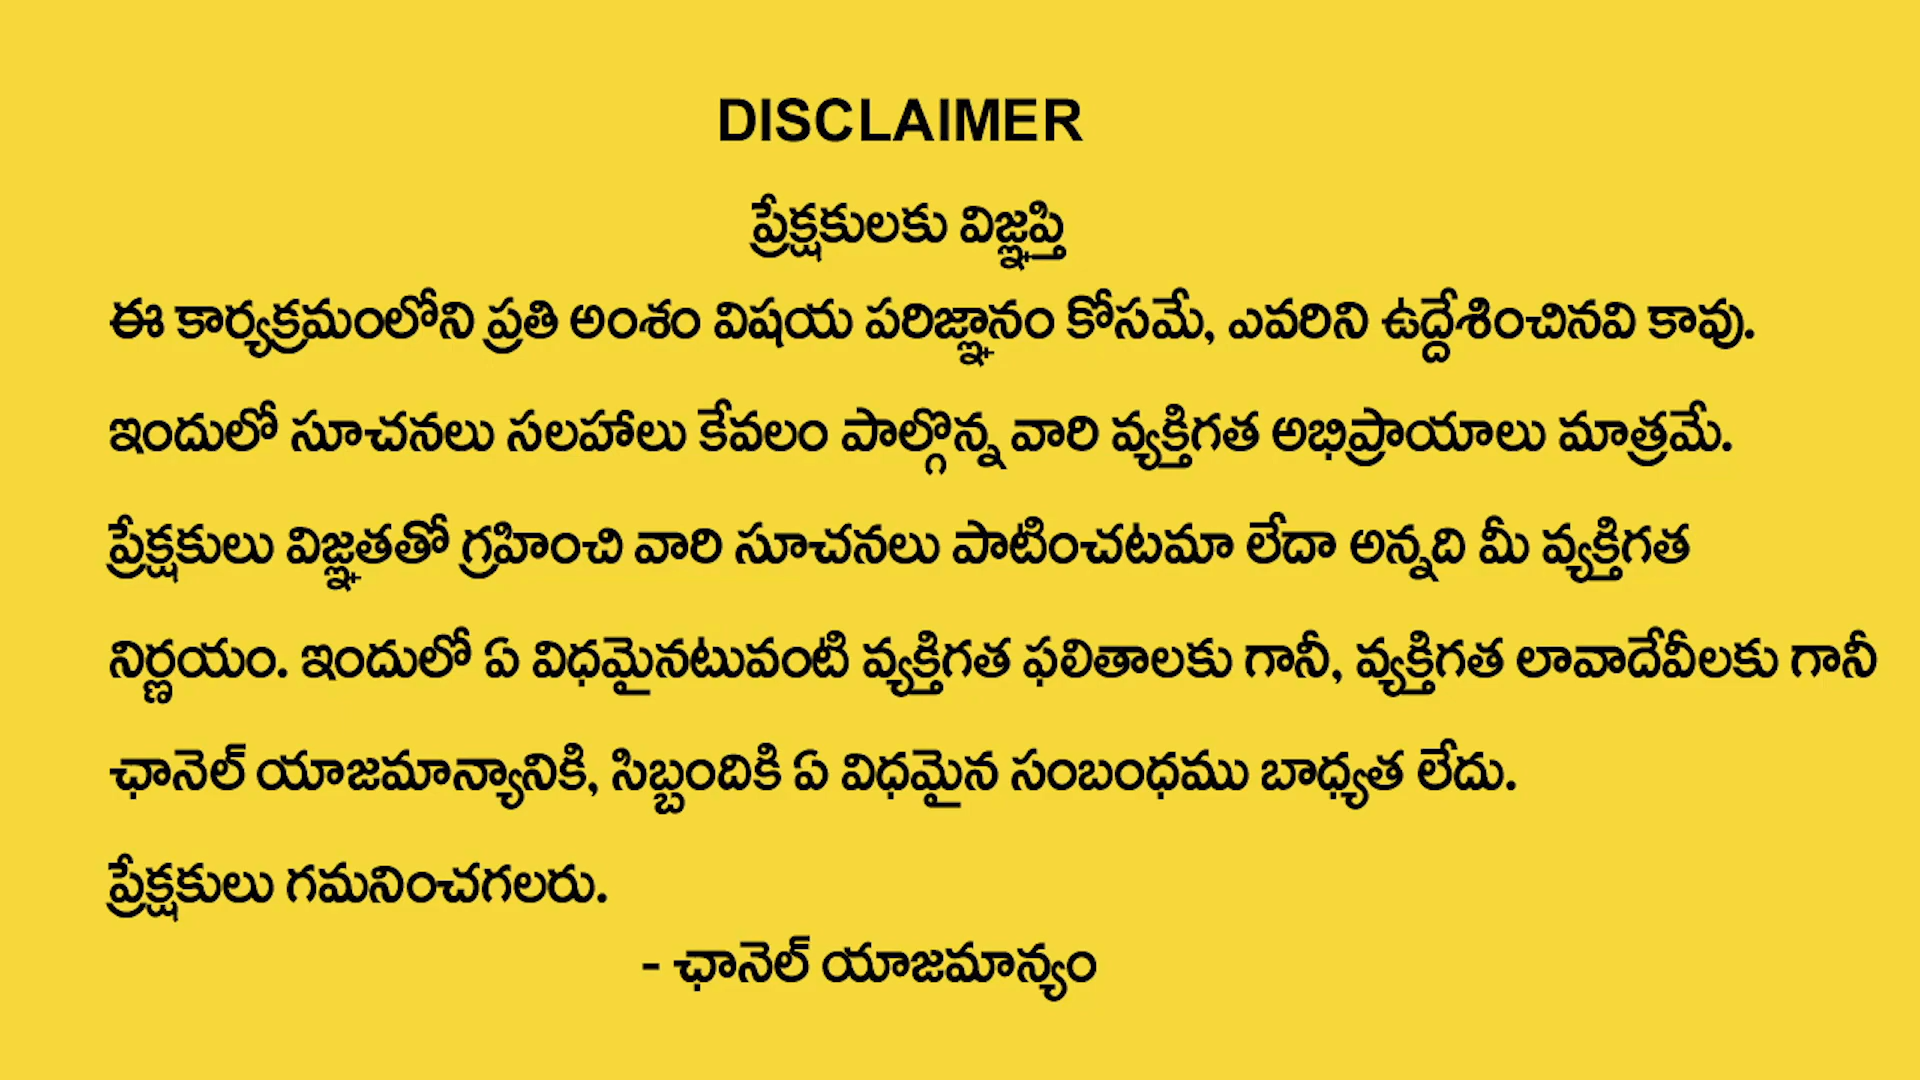 DISCLAIMER
ప్రేక్షకులకు విజ్ఞప్తి
ఈ కార్యక్రమంలోని ప్రతి అంశం విషయ పరిజ్ఞానం కోసమే, ఎవరిని ఉద్దేశించినవి కావు.
ఇందులో సూచనలు సలహాలు కేవలం పాల్గొన్న వారి వ్యక్తిగత అభిప్రాయాలు మాత్రమే.
ప్రేక్షకులు విజ్ఞతతో గ్రహించి వారి సూచనలు పాటించటమా లేదా అన్నది మీ వ్యక్తిగత
నిర్ణయం. ఇందులో ఏ విధమైనటువంటి వ్యక్తిగత ఫలితాలకు గానీ, వ్యక్తిగత లావాదేవీలకు గానీ
ఛానెల్ యాజమాన్యానికి, సిబ్బందికి ఏ విధమైన సంబంధము బాధ్యత లేదు.
ప్రేక్షకులు గమనించగలరు.
- ఛానెల్ యాజమాన్యం